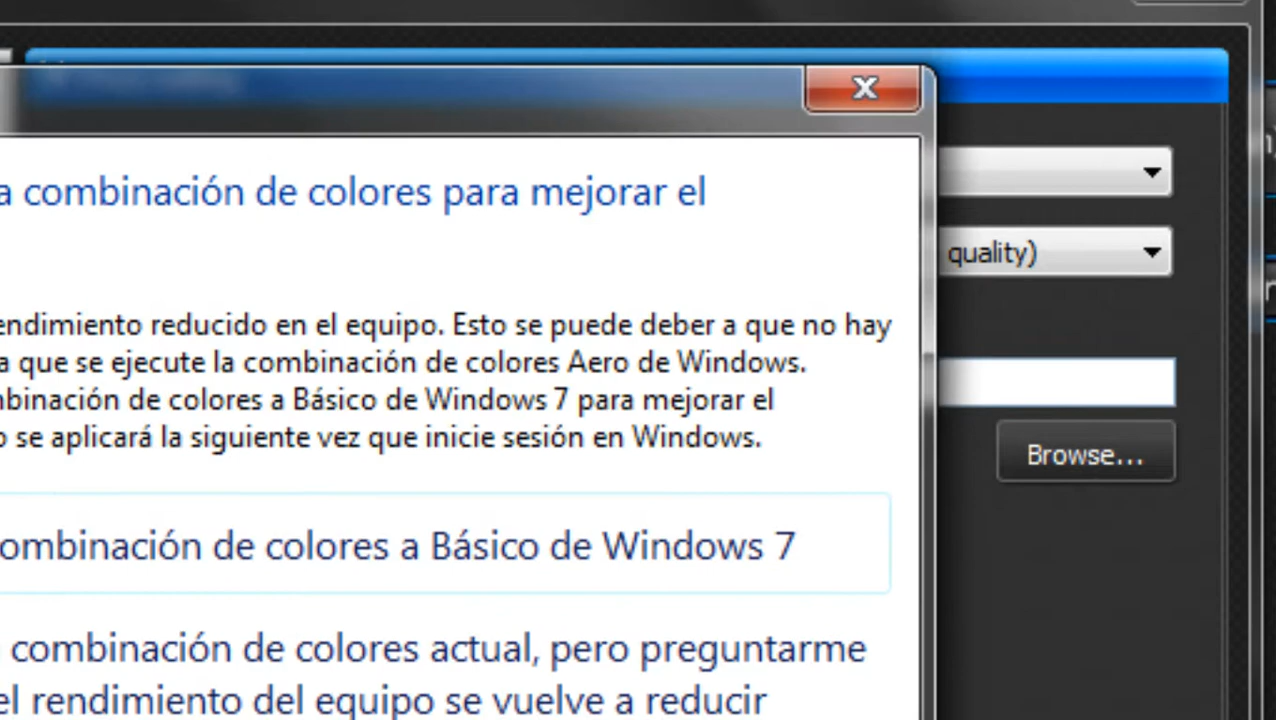 combinación de colores para mejorar el
quality)
reducido en el equipo. Esto se puede deber a que no hay
que se ejecute la combinación de colores Aero de Windows.
de colores a Básico de Windows 7 para mejorar el
se aplicará la siguiente vez que inicie sesión en Windows.
Browse...
de colores a Básico de Windows 7
combinación de colores actual, pero preguntarme
el rendimiento del equipo se vuelve a reducir